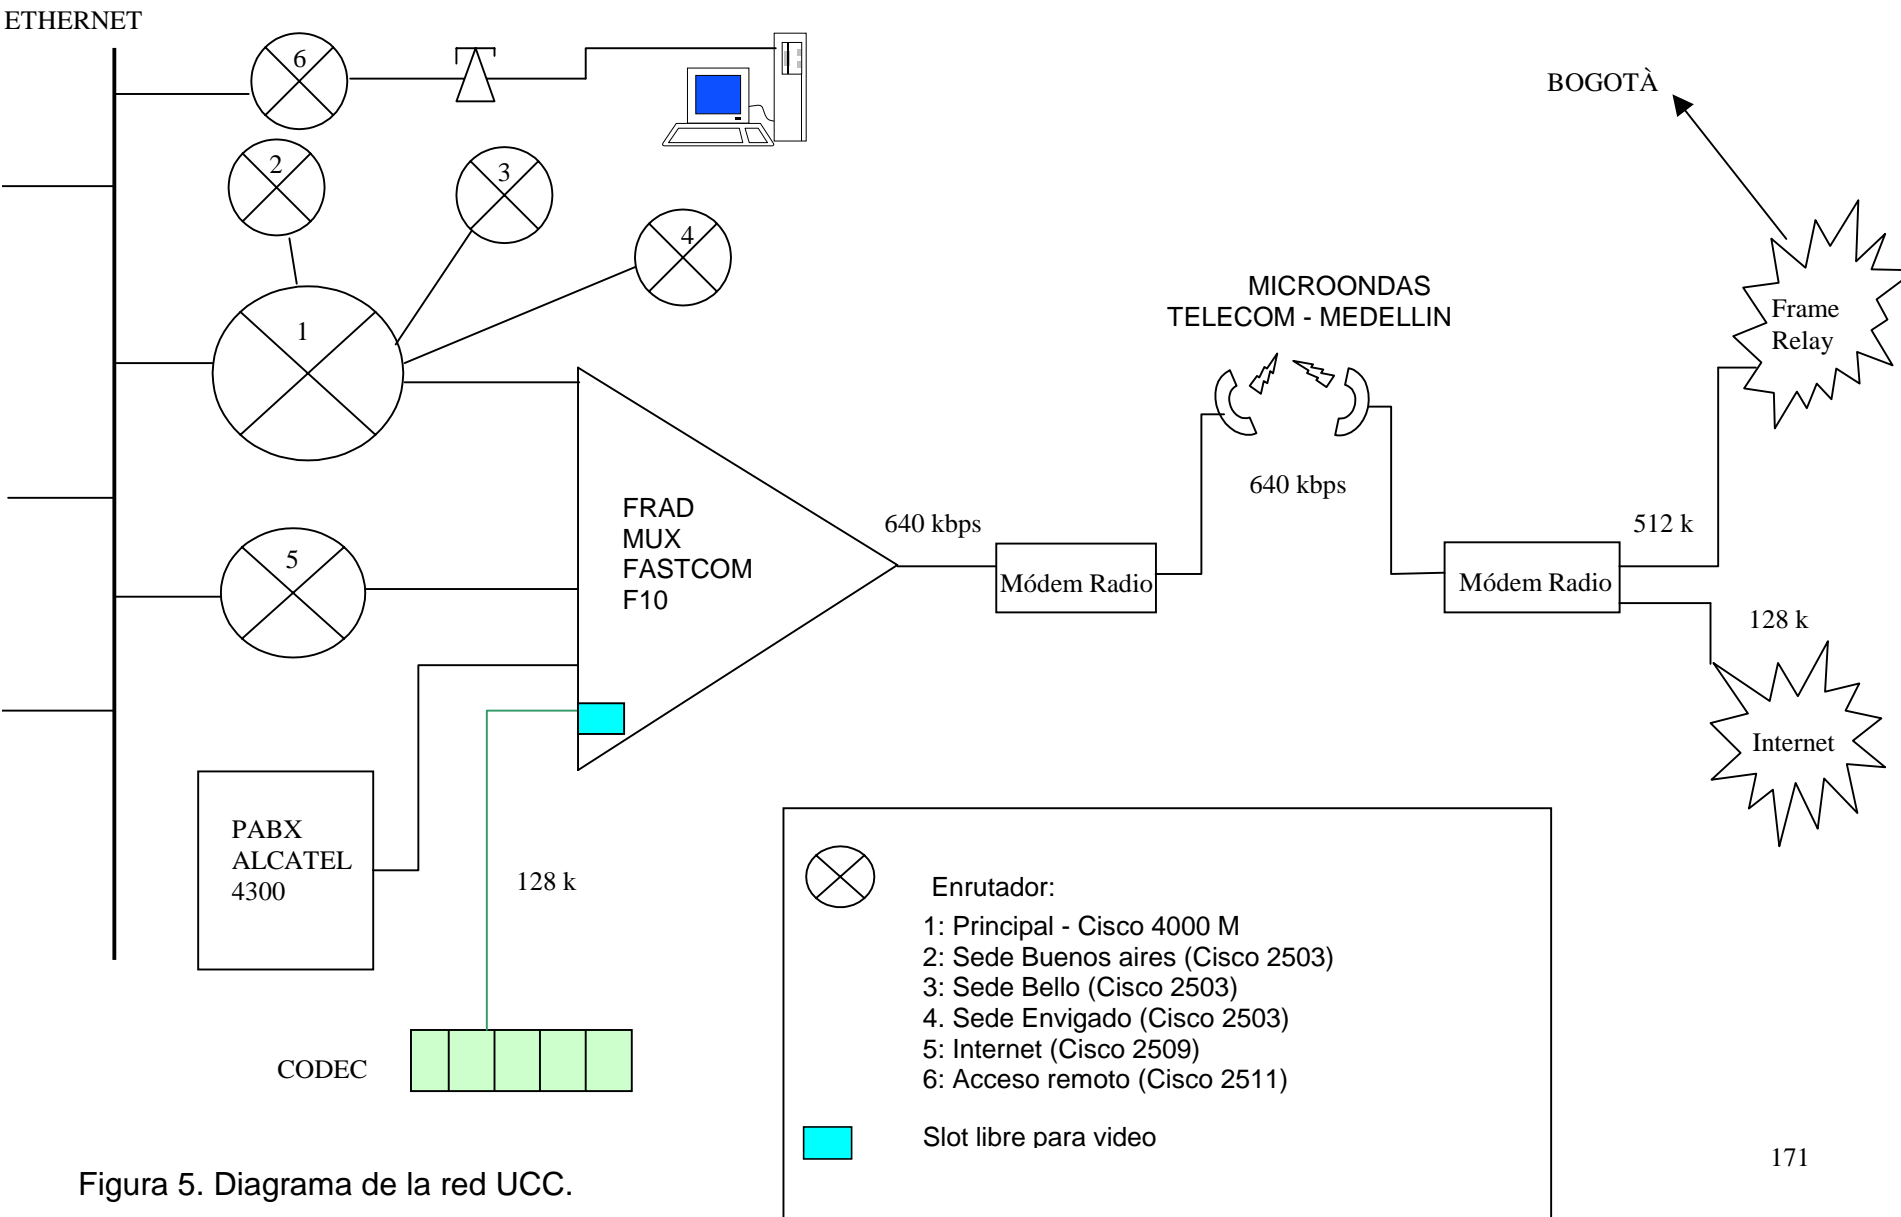 ETHERNET
6
BOGOTÀ
2
3
4
MICROONDAS
TELECOM - MEDELLIN
1
Frame
Relay
640 kbps
FRAD
MUX
FASTCOM
F10
640 kbps
512 k
5
Módem Radio
Módem Radio
128 k
Internet
PABX
ALCATEL
4300
128 k
Enrutador:
1: Principal - Cisco 4000 M
2: Sede Buenos aires (Cisco 2503)
3: Sede Bello (Cisco 2503)
4. Sede Envigado (Cisco 2503)
5: Internet (Cisco 2509)
6: Acceso remoto (Cisco 2511)
CODEC
Slot libre para video
171
Figura 5. Diagrama de la red UCC.